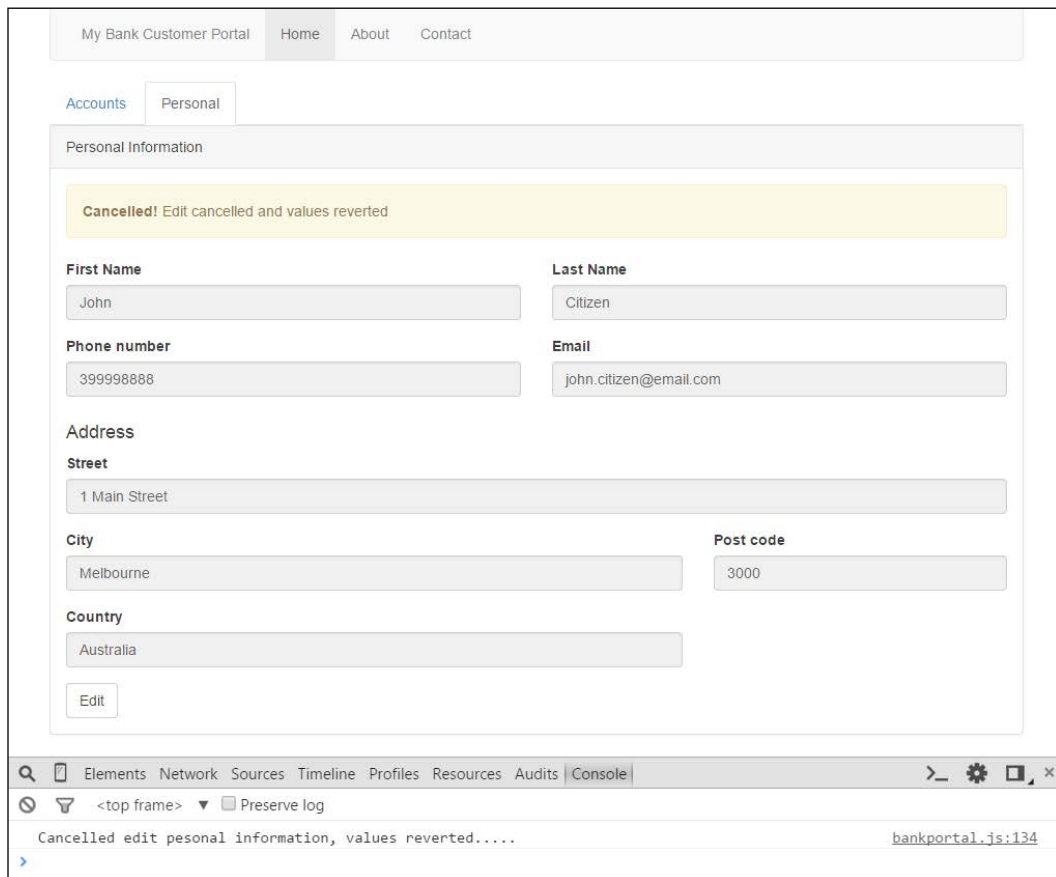 My Bank Customer Portal Home About Contact
Accounts Personal
Personal Information
Cancelled! Edit cancelled and values reverted
First Name Last Name
John Citizen
Phone number Email
399998888 john.citizen@email.com
Address
Street
1 Main Street
City Post code
Melbourne 3000
Country
Australia
Edit
Elements Network Sources Timeline Profiles Resources Audits Console
<top frame> ▼ Preserve log
Cancelled edit pesonal information, values reverted..... bankportal.js:134